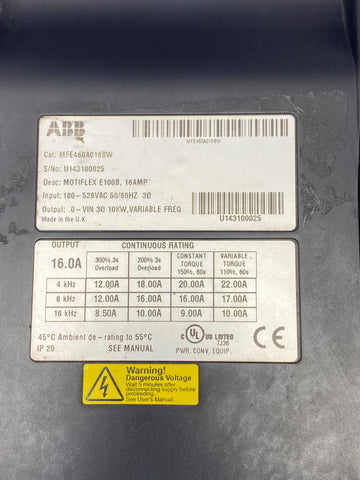 ABB
Cat: MFE460A016BW
MFE460A016BW
S/No: U143100025
Desc: MOTIFLEX E100B, 16AMP
Input: 180-528VAC 50/60HZ 3Ø
Output: 0-VIN 3Ø 10KW, VARIABLE FREQ
Made in the U.K.
U143100025
OUTPUT CONTINUOUS RATING
16.0A 300% 3s Overload 200% 3s Overload CONSTANT TORQUE 150%, 60s VARIABLE TORQUE 110%, 60s
4 kHz 12.00A 18.00A 20.00A 22.00A
8 kHz 12.00A 16.00A 16.00A 17.00A
16 kHz 8.50A 10.00A 9.00A 10.00A
45°C Ambient de-rating to 55°C
IP 20 SEE MANUAL
C UL US LISTED
7J36
PWR. CONV. EQUIP.
CE
Warning!
Dangerous Voltage
Wait 5 minutes after
disconnecting supply before
proceeding.
See User's Manual.